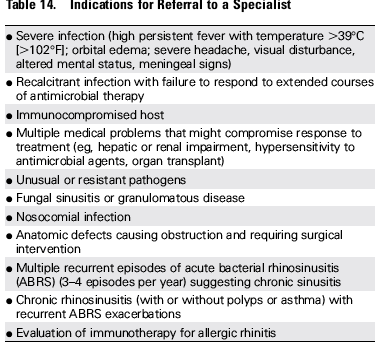 Table 14. Indications for Referral to a Specialist
● Severe infection (high persistent fever with temperature >39°C
[>102°F]; orbital edema; severe headache, visual disturbance,
altered mental status, meningeal signs)
● Recalcitrant infection with failure to respond to extended courses
of antimicrobial therapy
● Immunocompromised host
● Multiple medical problems that might compromise response to
treatment (eg, hepatic or renal impairment, hypersensitivity to
antimicrobial agents, organ transplant)
● Unusual or resistant pathogens
● Fungal sinusitis or granulomatous disease
● Nosocomial infection
● Anatomic defects causing obstruction and requiring surgical
intervention
● Multiple recurrent episodes of acute bacterial rhinosinusitis
(ABRS) (3–4 episodes per year) suggesting chronic sinusitis
● Chronic rhinosinusitis (with or without polyps or asthma) with
recurrent ABRS exacerbations
● Evaluation of immunotherapy for allergic rhinitis